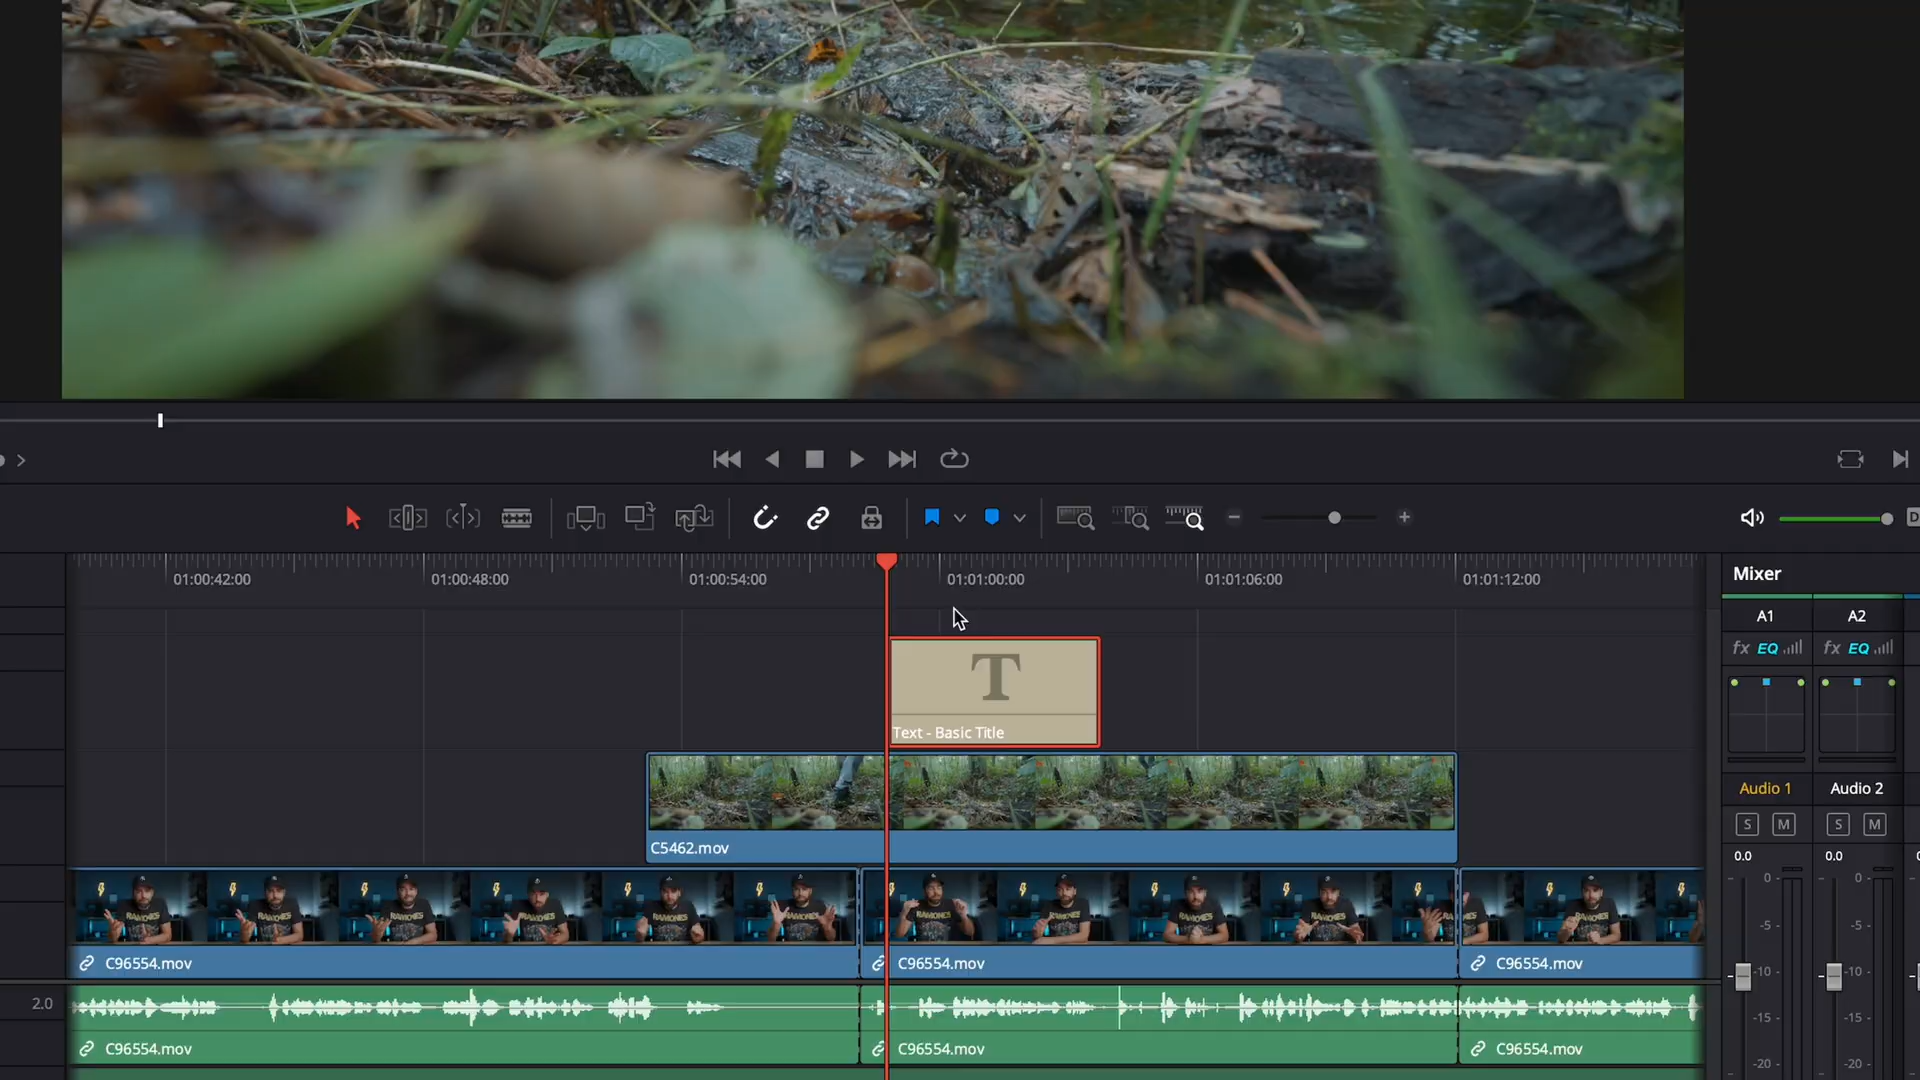 01:00:42:00
01:00:48:00
01:00:54:00
01:01:00:00
01:01:06:00
01:01:12:00
Mixer
A1
A2
fx EQ
fx EQ
T
Text - Basic Title
C5462.mov
Audio 1
Audio 2
S M
S M
0.0
0.0
RAMONES
C96554.mov
C96554.mov
C96554.mov
2.0
C96554.mov
C96554.mov
C96554.mov
0
-5
-10
-15
-20
0
-5
-10
-15
-20